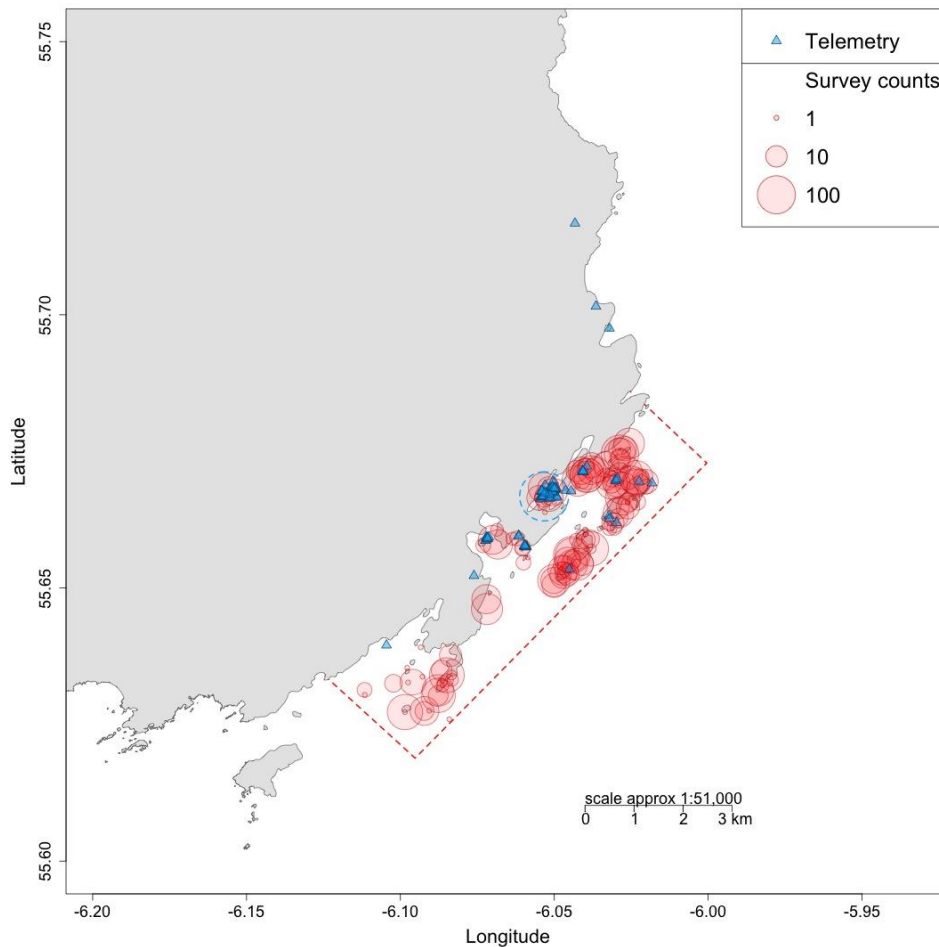 Telemetry
Survey counts
1
10
100
55.75
55.70
55.65
55.60
Latitude
scale approx 1:51,000
0 1 2 3 km
-6.20 -6.15 -6.10 -6.05 -6.00 -5.95
Longitude